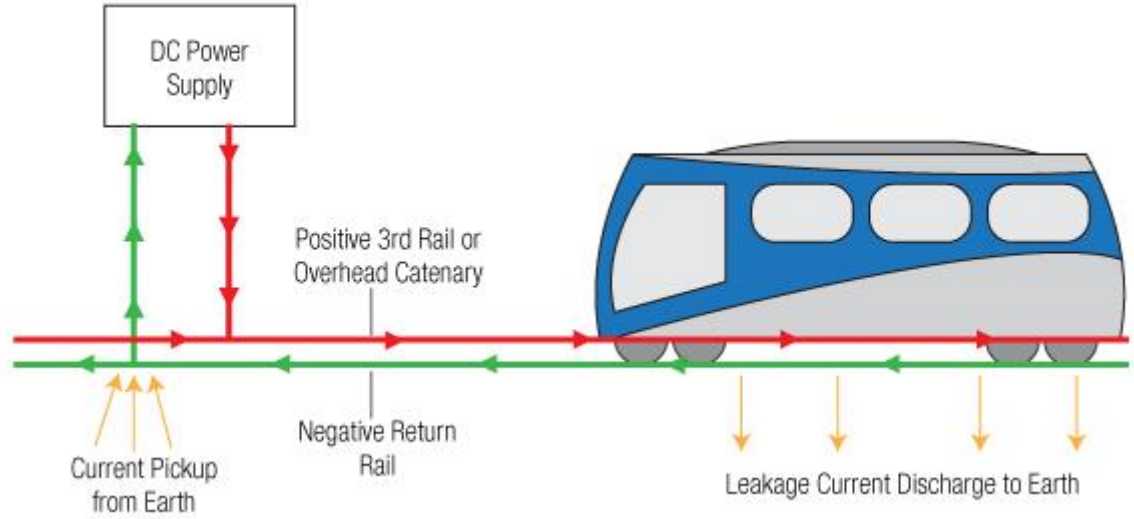 DC Power
Supply
Positive 3rd Rail or
Overhead Catenary
Negative Return
Rail
Current Pickup
from Earth
Leakage Current Discharge to Earth